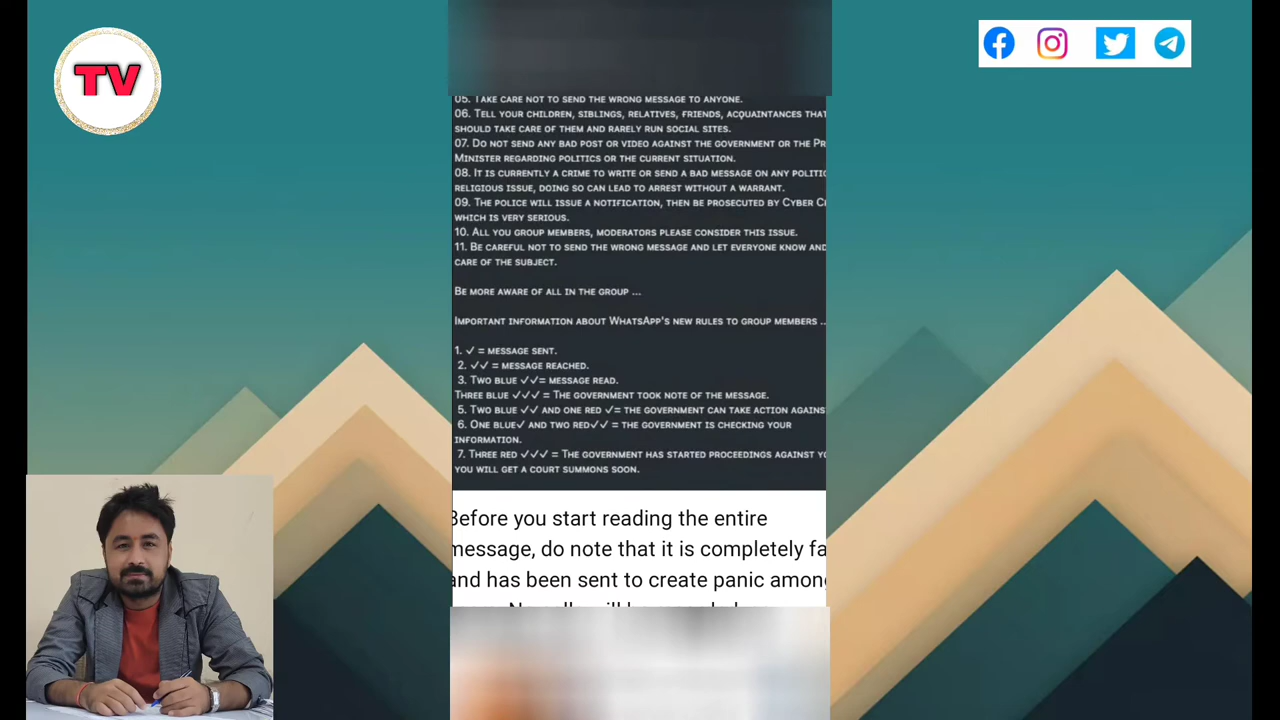 TV
05. Take care not to send the wrong message to anyone.
06. Tell your children, siblings, relatives, friends, acquaintances that
should take care of them and rarely run social sites.
07. Do not send any bad post or video against the government or the
Minister regarding politics or the current situation.
08. It is currently a crime to write or send a bad message on any
religious issue, doing so can lead to arrest without a warrant.
09. The police will issue a notification, then be prosecuted by Cyber
which is very serious.
10. All you group members, moderators please consider this issue.
11. Be careful not to send the wrong message and let everyone know and
care of the subject.
Be more aware of all in the group ...
Important information about WhatsApp's new rules to group members ..
1. ✓ = message sent.
2. ✓✓ = message reached.
3. Two blue ✓✓= message read.
Three blue ✓✓✓ = The government took note of the message.
5. Two blue ✓✓ and one red ✓= the government can take action
6. One blue✓ and two red✓✓ = the government is checking your
information.
7. Three red ✓✓✓ = The government has started proceedings against
you will get a court summons soon.
Before you start reading the entire
message, do note that it is completely
and has been sent to create panic